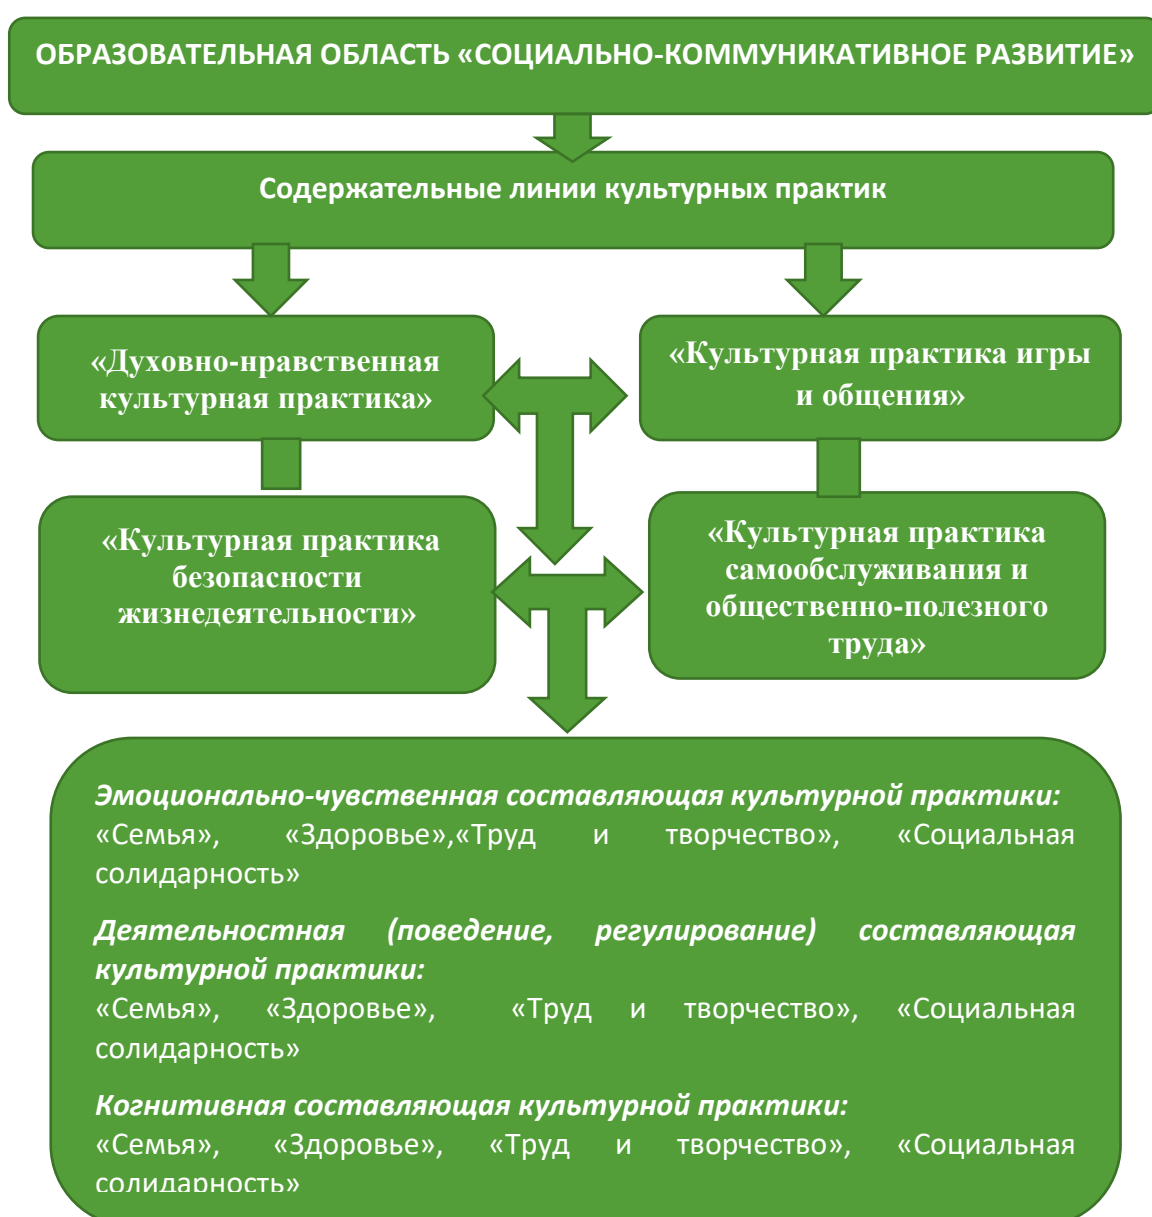 ОБРАЗОВАТЕЛЬНАЯ ОБЛАСТЬ «СОЦИАЛЬНО-КОММУНИКАТИВНОЕ РАЗВИТИЕ»
Содержательные линии культурных практик
«Духовно-нравственная
культурная практика»
«Культурная практика игры
и общения»
«Культурная практика
безопасности
жизнедеятельности»
«Культурная практика
самообслуживания и
общественно-полезного
труда»
Эмоционально-чувственная составляющая культурной практики:
«Семья», «Здоровье»,«Труд и творчество», «Социальная
солидарность»
Деятельностная (поведение, регулирование) составляющая
культурной практики:
«Семья», «Здоровье», «Труд и творчество», «Социальная
солидарность»
Когнитивная составляющая культурной практики:
«Семья», «Здоровье», «Труд и творчество», «Социальная
солидарность»